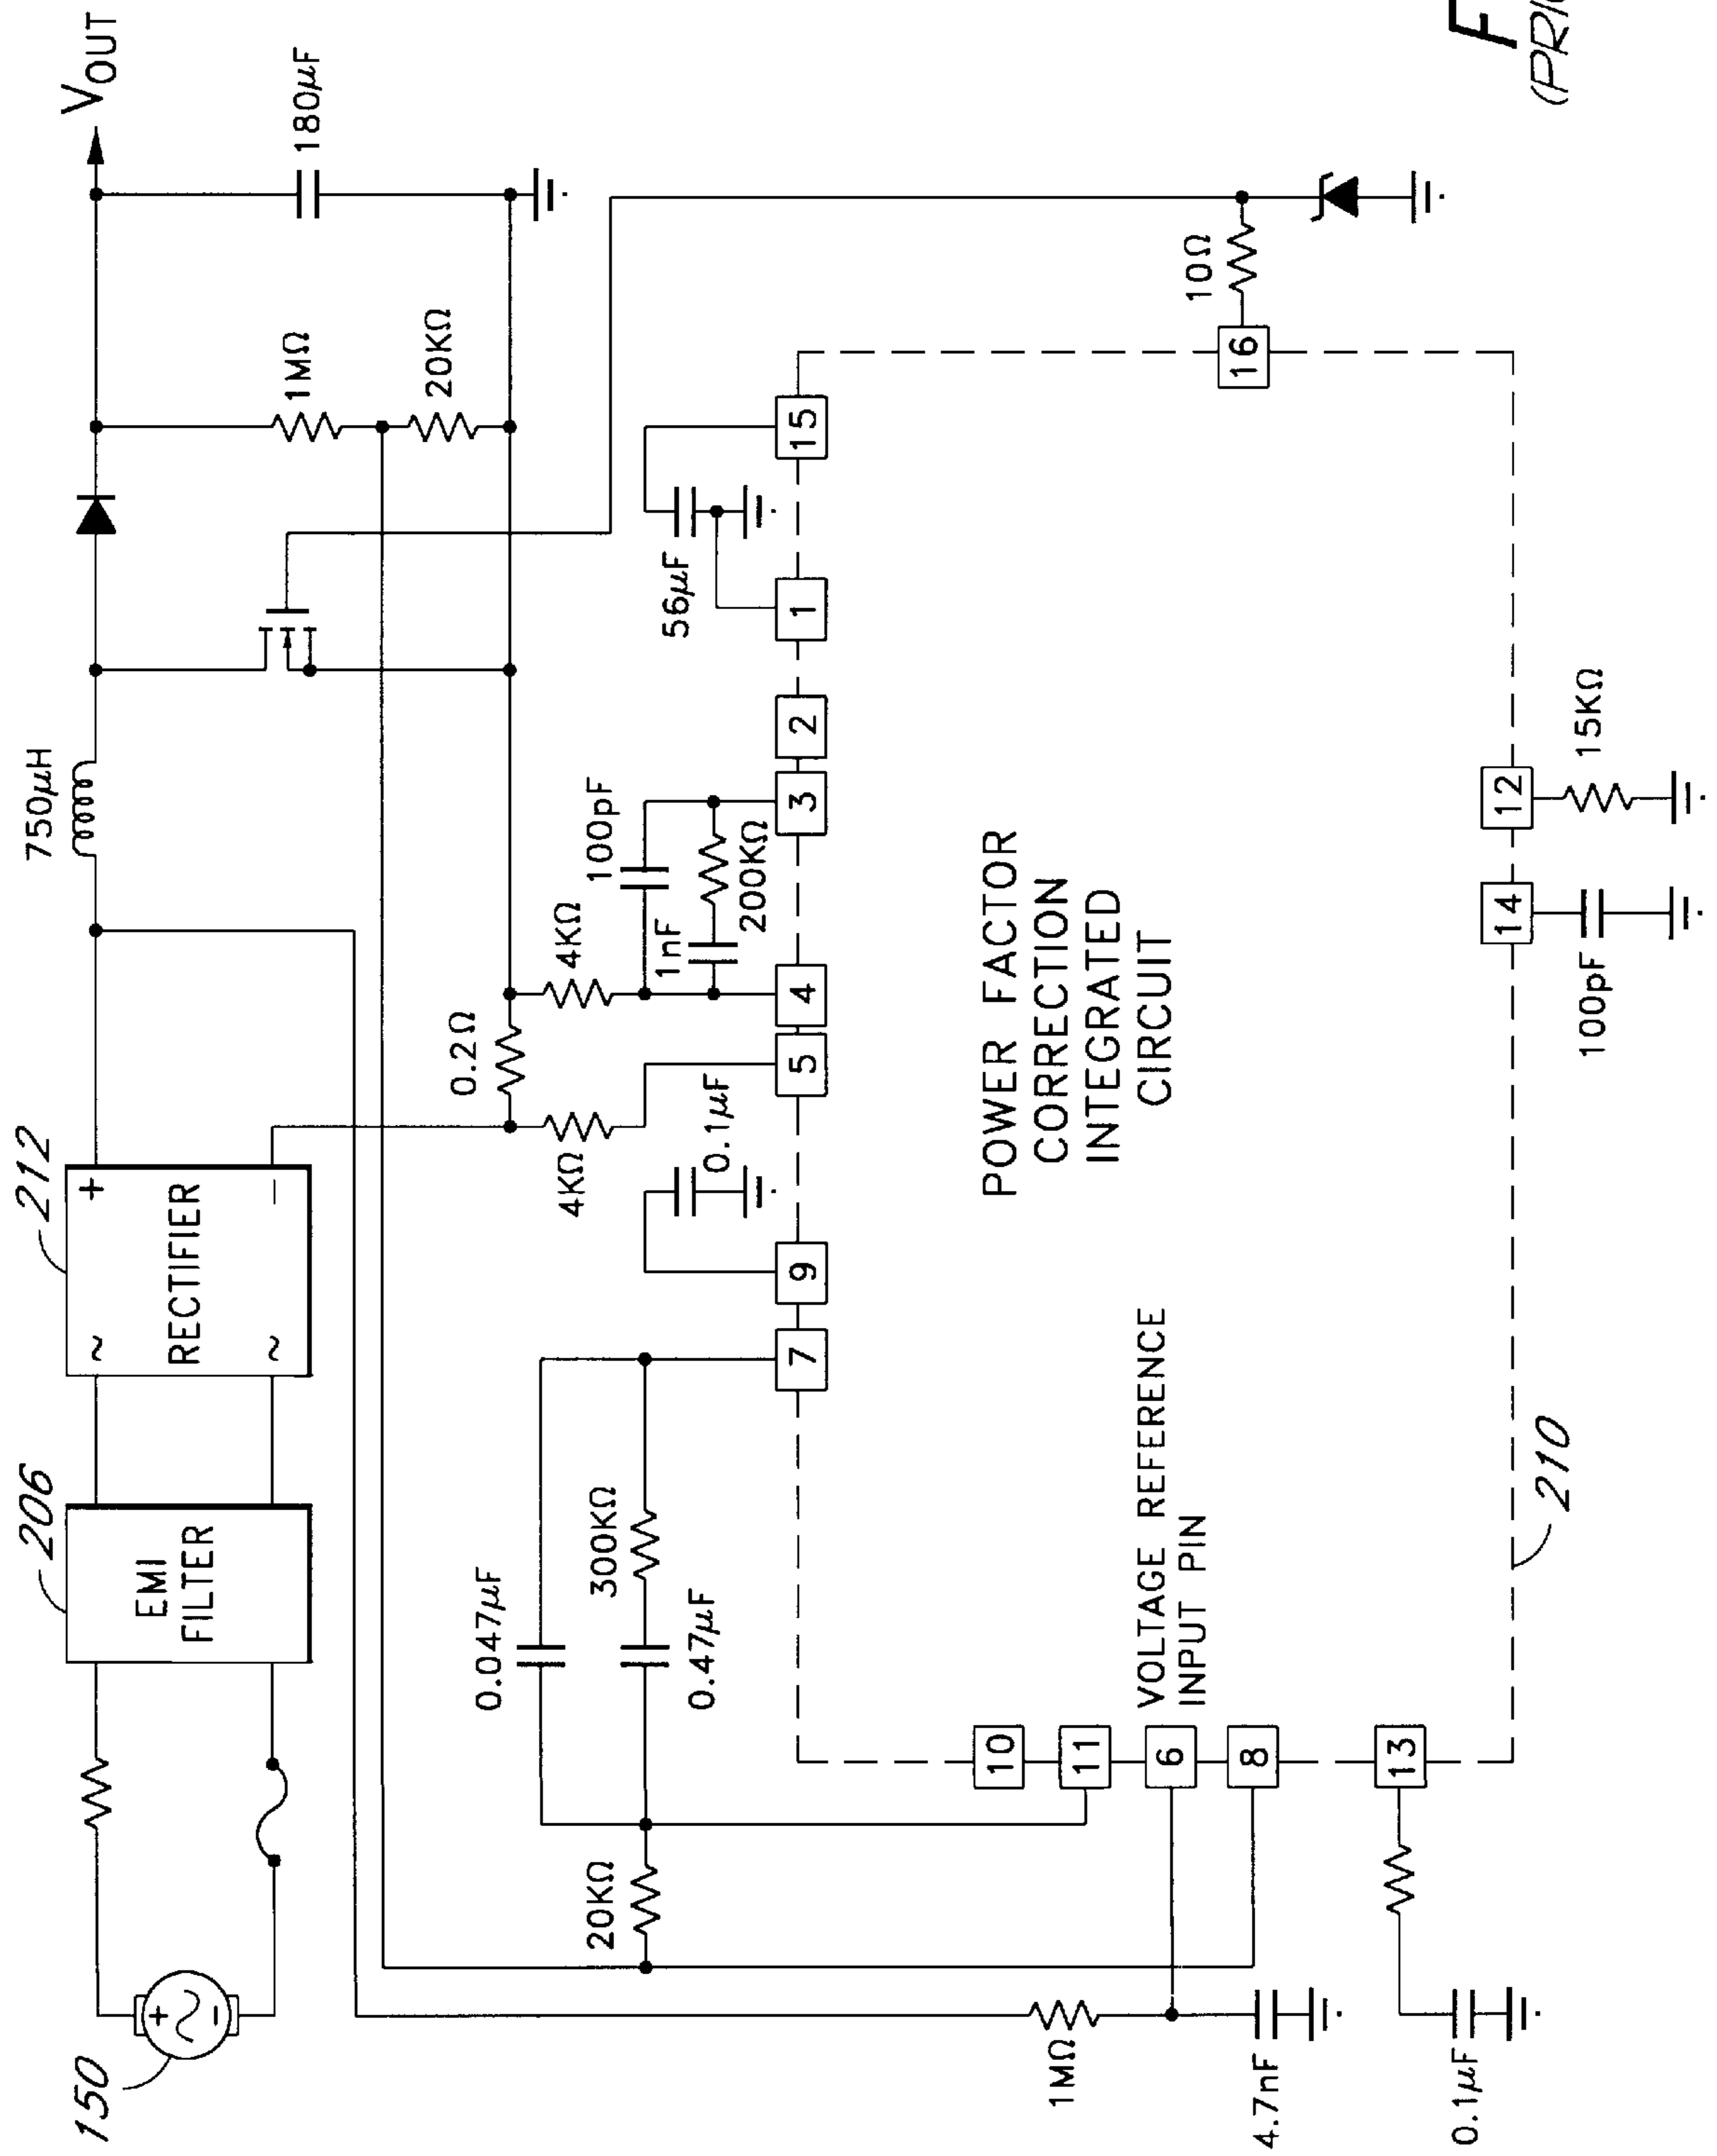 150
+
−
206
EMI
FILTER
212
RECTIFIER
~
~
+
−
750μH
V OUT
180μF
1MΩ
20KΩ
0.2Ω
4KΩ
4KΩ
100pF
1nF
200KΩ
56μF
0.1μF
0.047μF
300KΩ
0.47μF
20KΩ
10Ω
7
9
5
4
3
2
1
15
16
10
11
6
8
13
14
12
VOLTAGE REFERENCE
INPUT PIN
POWER FACTOR
CORRECTION
INTEGRATED
CIRCUIT
1MΩ
4.7nF
0.1μF
210
100pF
15KΩ
F